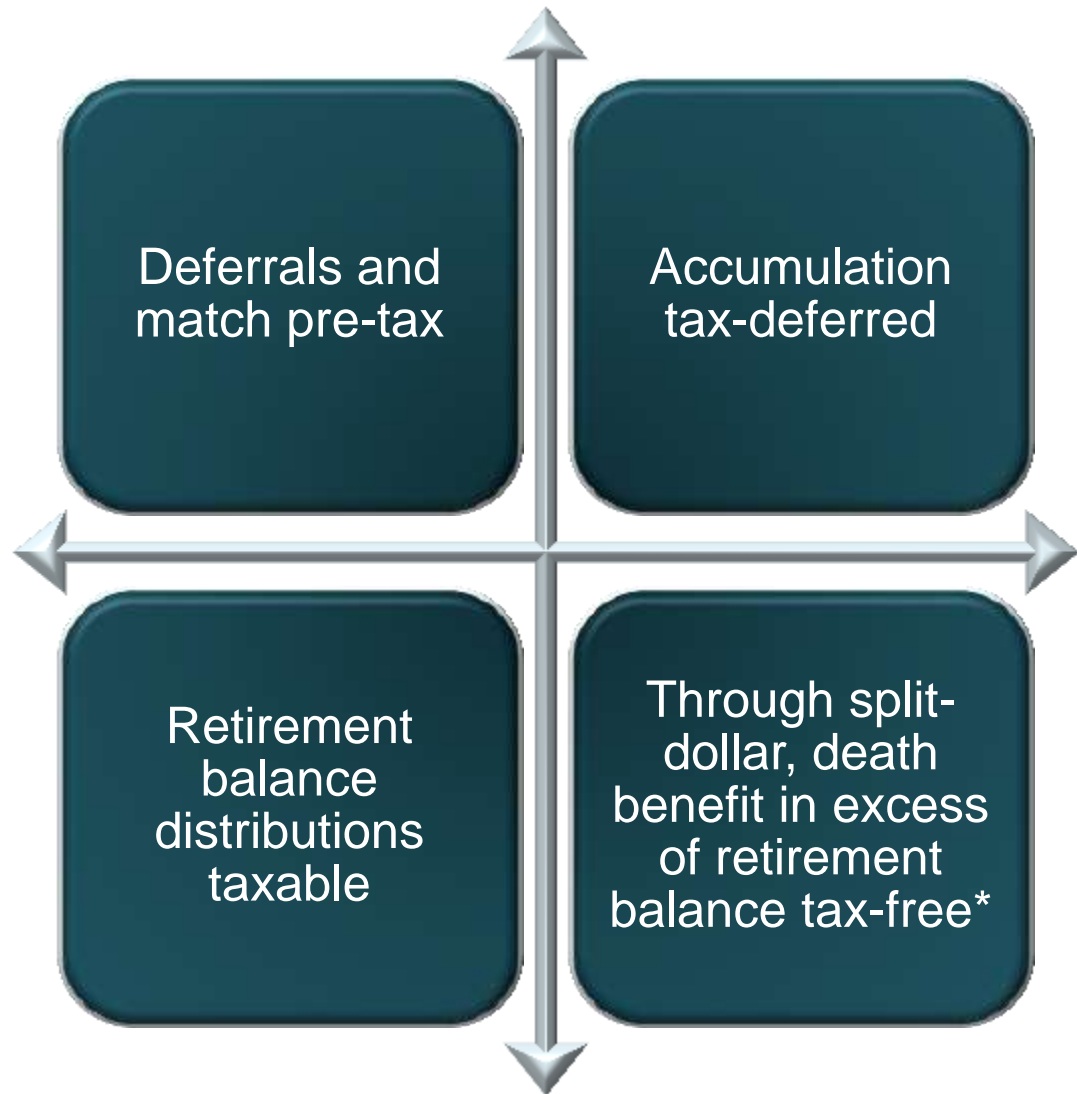 Deferrals and
match pre-tax
Accumulation
tax-deferred
Retirement
balance
distributions
taxable
Through split-
dollar, death
benefit in excess
of retirement
balance tax-free*